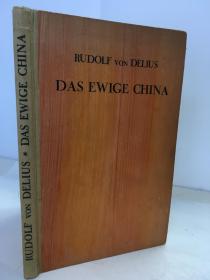 RUDOLF VON DELIUS
DAS EWIGE CHINA
RUDOLF VON DELIUS * DAS EWIGE CHINA